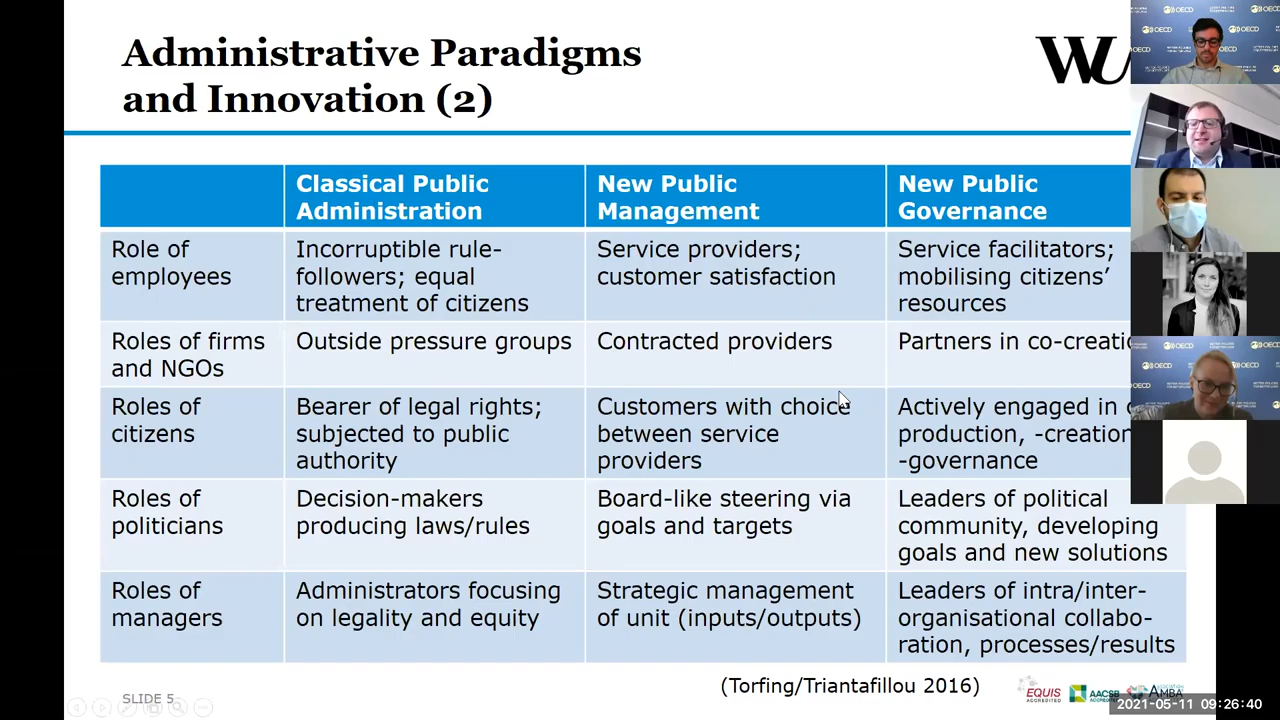 Administrative Paradigms
and Innovation (2)
WU
Classical Public
Administration
New Public
Management
New Public
Governance
Role of
employees
Incorruptible rule-
followers; equal
treatment of citizens
Service providers;
customer satisfaction
Service facilitators;
mobilising citizens’
resources
Roles of firms
and NGOs
Outside pressure groups
Contracted providers
Partners in
Roles of
citizens
Bearer of legal rights;
subjected to public
authority
Customers with choice
between service
providers
Actively engaged in
production, -creation
-governance
Roles of
politicians
Decision-makers
producing laws/rules
Board-like steering via
goals and targets
Leaders of political
community, developing
goals and new solutions
Roles of
managers
Administrators focusing
on legality and equity
Strategic management
of unit (inputs/outputs)
Leaders of intra/inter-
organisational collabo-
ration, processes/results
(Torfing/Triantafillou 2016)
SLIDE 5
EQUIS
ACCREDITED
AACSB
AMBA
2021-05-11 09:26:40
OECD
OECD
OECD
OECD